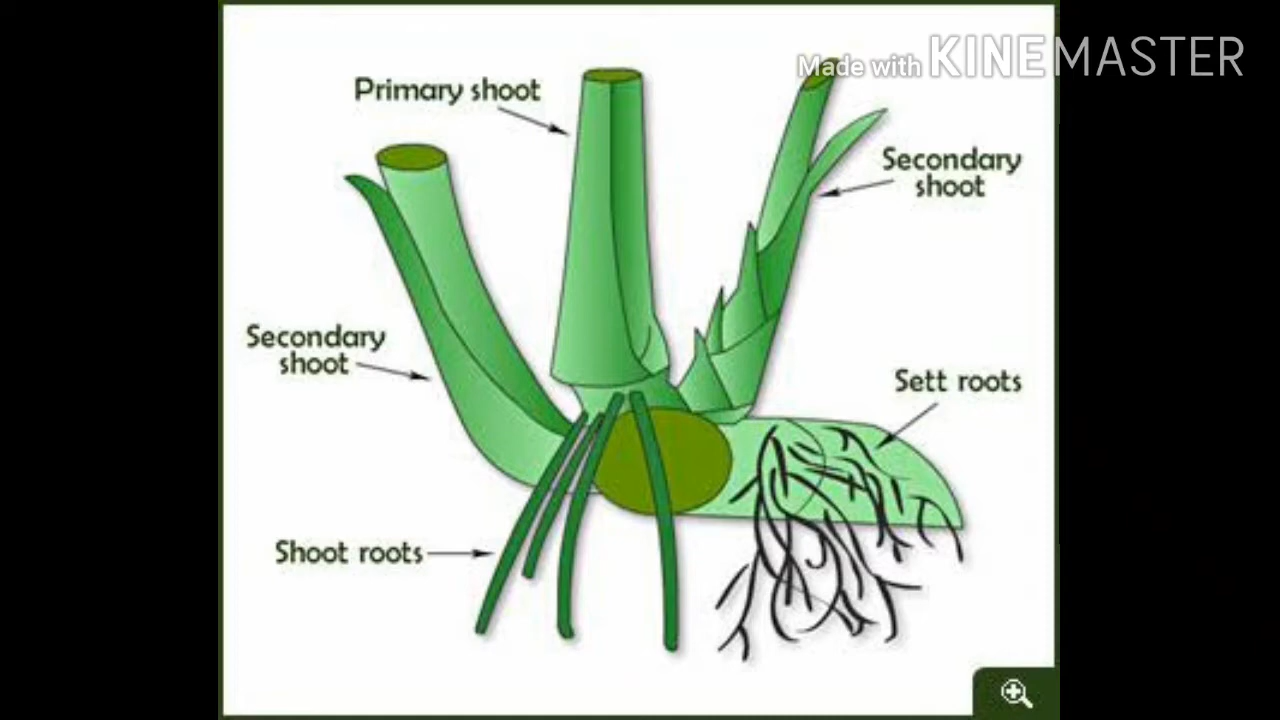 Made with KINEMASTER
Primary shoot
Secondary
shoot
Secondary
shoot
Sett roots
Shoot roots